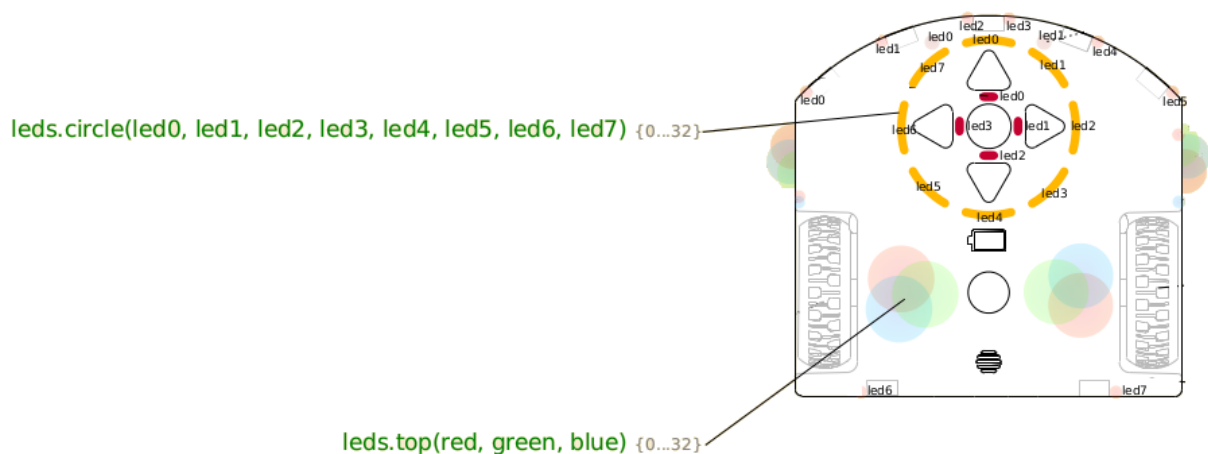 led2 led3
led1 led0 led0 led1 led4
led7 led1
led0 led0 led5
leds.circle(led0, led1, led2, led3, led4, led5, led6, led7) {0...32} led6 led3 led1 led2
led2
led5 led3
led4
led6 led7
leds.top(red, green, blue) {0...32}